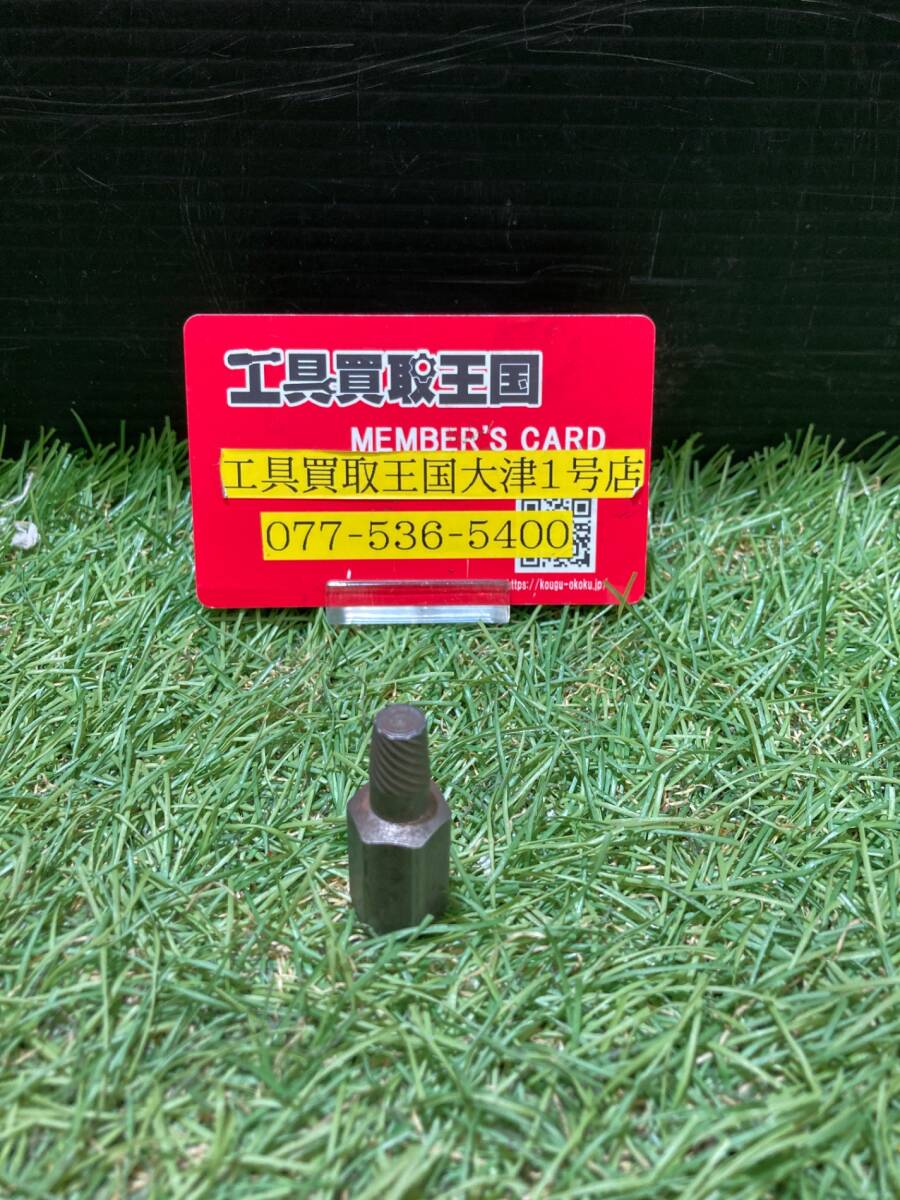 工具買取王国
MEMBER'S CARD
工具買取王国大津1号店
077-536-5400
https://kougu-okoku.jp/